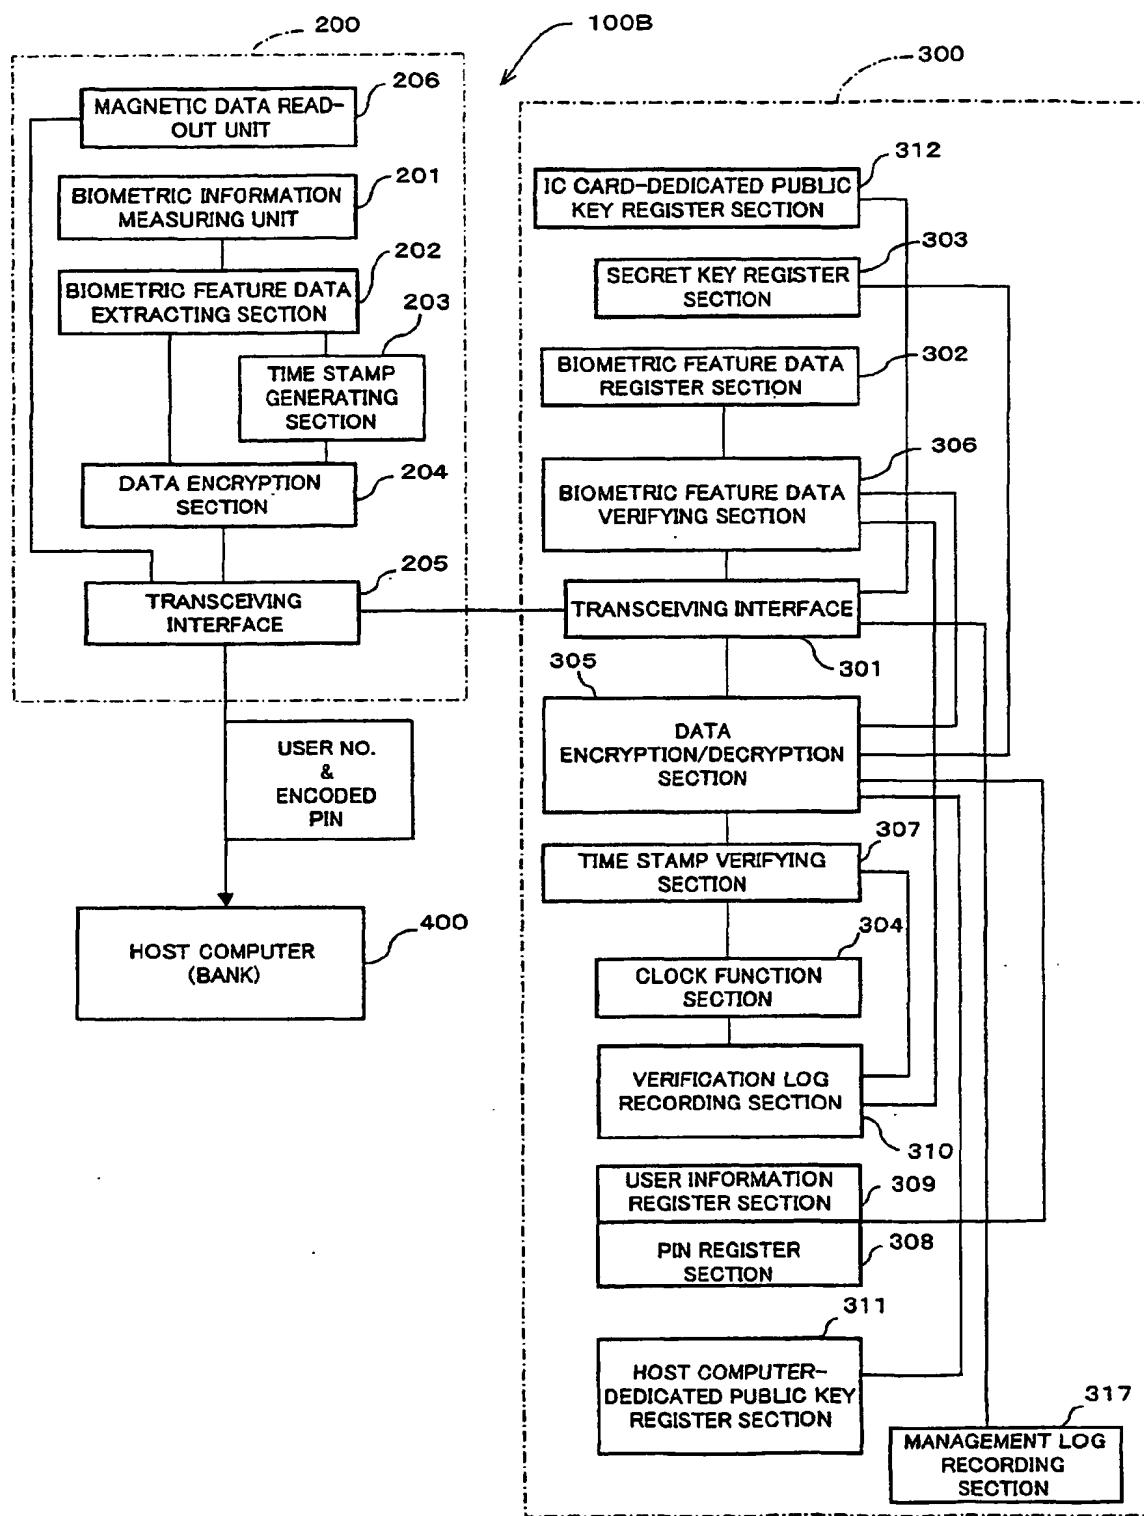 200
100B
300
MAGNETIC DATA READ-
OUT UNIT
206
BIOMETRIC INFORMATION
MEASURING UNIT
201
BIOMETRIC FEATURE DATA
EXTRACTING SECTION
202
203
TIME STAMP
GENERATING
SECTION
DATA ENCRYPTION
SECTION
204
TRANSCEIVING
INTERFACE
205
USER NO.
&
ENCODED
PIN
HOST COMPUTER
(BANK)
400
IC CARD-DEDICATED PUBLIC
KEY REGISTER SECTION
312
SECRET KEY REGISTER
SECTION
303
BIOMETRIC FEATURE DATA
REGISTER SECTION
302
BIOMETRIC FEATURE DATA
VERIFYING SECTION
306
TRANSCEIVING INTERFACE
301
305
DATA
ENCRYPTION/DECRYPTION
SECTION
TIME STAMP VERIFYING
SECTION
307
CLOCK FUNCTION
SECTION
304
VERIFICATION LOG
RECORDING SECTION
310
USER INFORMATION
REGISTER SECTION
309
PIN REGISTER
SECTION
308
311
HOST COMPUTER-
DEDICATED PUBLIC KEY
REGISTER SECTION
317
MANAGEMENT LOG
RECORDING
SECTION